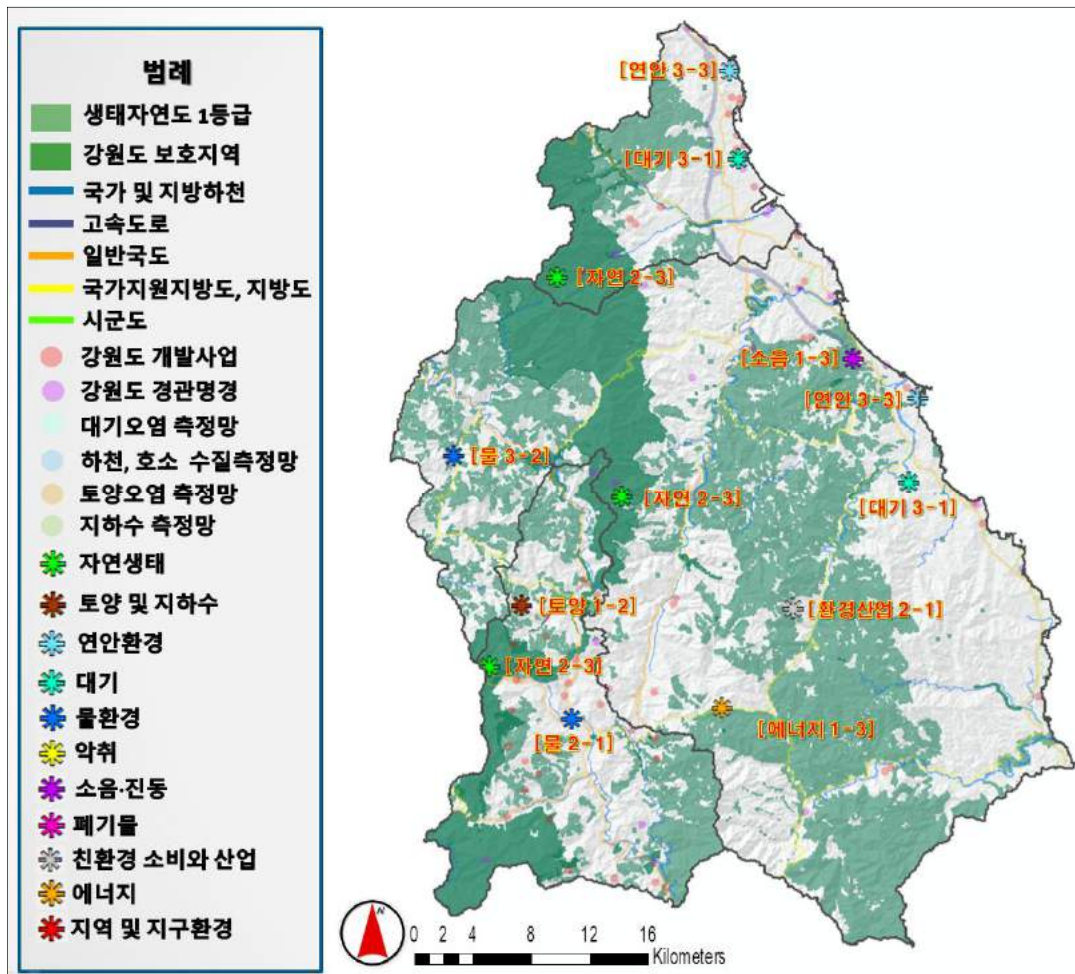 범례
생태자연도 1등급
강원도 보호지역
국가 및 지방하천
고속도로
일반국도
국가지원지방도, 지방도
시군도
강원도 개발사업
강원도 경관명경
대기오염 측정망
하천, 호소 수질측정망
토양오염 측정망
지하수 측정망
자연생태
토양 및 지하수
연안환경
대기
물환경
악취
소음·진동
폐기물
친환경 소비와 산업
에너지
지역 및 지구환경
[연안 3-3]
[대기 3-1]
[자연 2-3]
[소음 1-3]
[연안 3-3]
[물 3-2]
[대기 3-1]
[자연 2-3]
[토양 1-2]
[환경산업 2-1]
[자연 2-3]
[에너지 1-3]
[물 2-1]
N
0 2 4 8 12 16
Kilometers